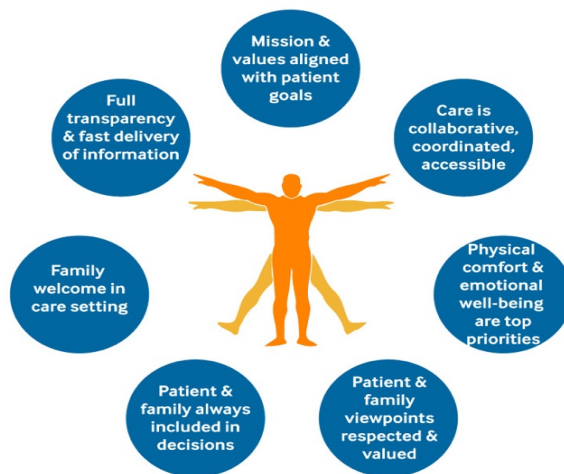 Mission &
values aligned
with patient
goals
Care is
collaborative,
coordinated,
accessible
Physical
comfort &
emotional
well-being
are top
priorities
Patient &
family
viewpoints
respected &
valued
Patient &
family always
included in
decisions
Family
welcome in
care setting
Full
transparency
& fast delivery
of information